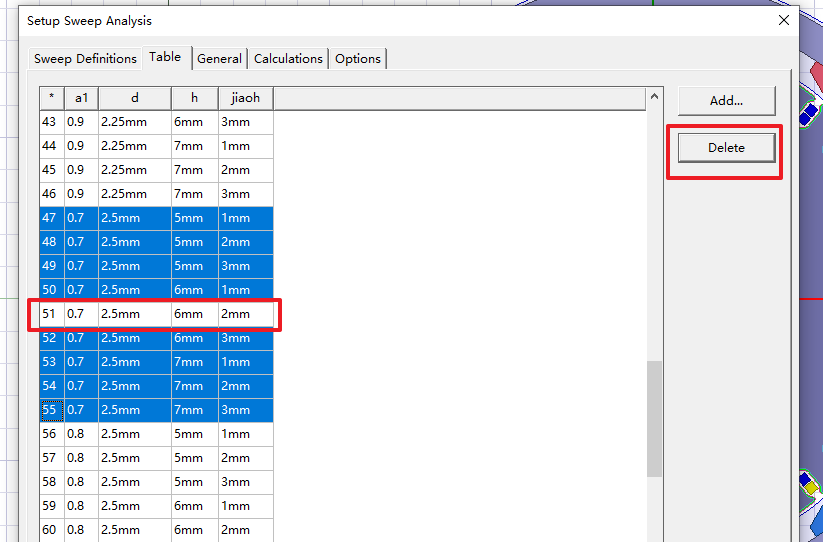 Setup Sweep Analysis
Sweep Definitions Table General Calculations Options
* a1 d h jiaoh
Add...
43 0.9 2.25mm 6mm 3mm
44 0.9 2.25mm 7mm 1mm
Delete
45 0.9 2.25mm 7mm 2mm
46 0.9 2.25mm 7mm 3mm
47 0.7 2.5mm 5mm 1mm
48 0.7 2.5mm 5mm 2mm
49 0.7 2.5mm 5mm 3mm
50 0.7 2.5mm 6mm 1mm
51 0.7 2.5mm 6mm 2mm
52 0.7 2.5mm 6mm 3mm
53 0.7 2.5mm 7mm 1mm
54 0.7 2.5mm 7mm 2mm
55 0.7 2.5mm 7mm 3mm
56 0.8 2.5mm 5mm 1mm
57 0.8 2.5mm 5mm 2mm
58 0.8 2.5mm 5mm 3mm
59 0.8 2.5mm 6mm 1mm
60 0.8 2.5mm 6mm 2mm